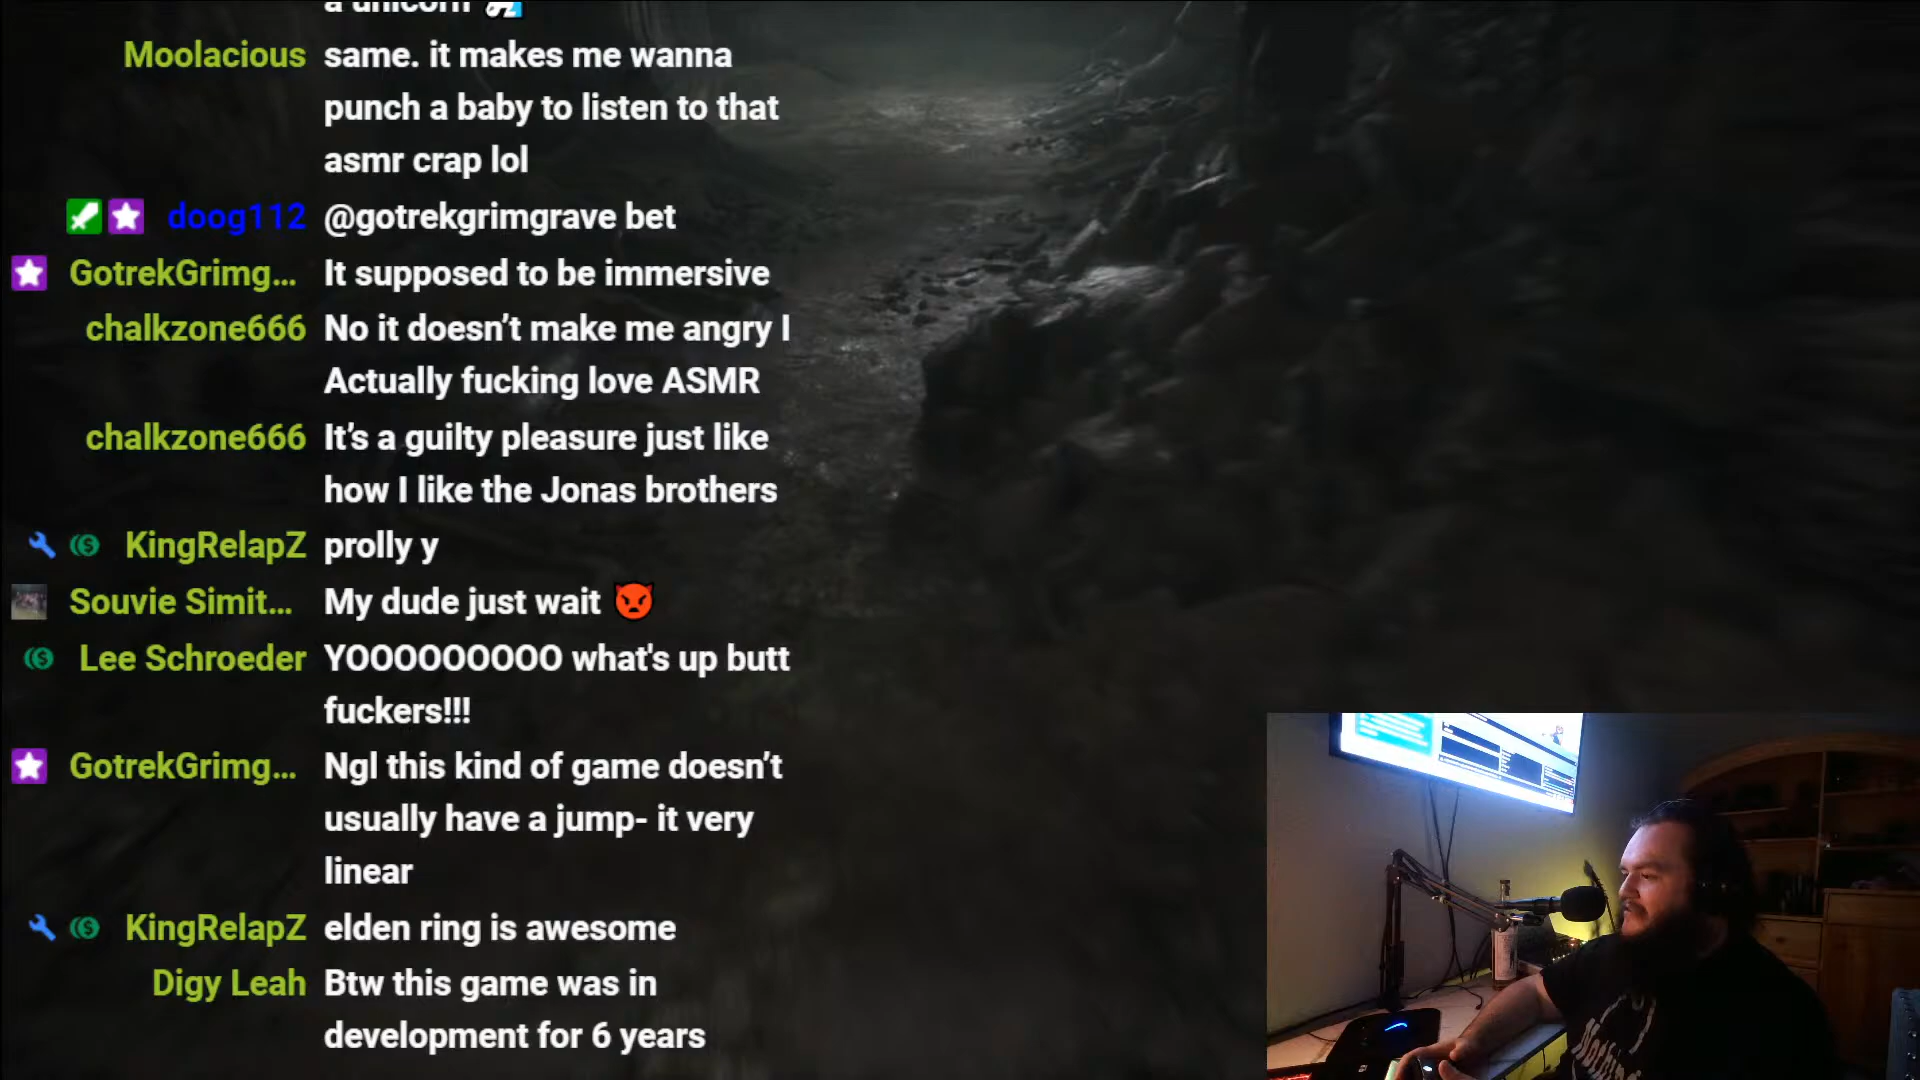 a unicorn
Moolacious same. it makes me wanna
punch a baby to listen to that
asmr crap lol
doog112 @gotrekgrimgrave bet
GotrekGrimg... It supposed to be immersive
chalkzone666 No it doesn’t make me angry I
Actually fucking love ASMR
chalkzone666 It’s a guilty pleasure just like
how I like the Jonas brothers
KingRelapZ prolly y
Souvie Simit... My dude just wait
Lee Schroeder YOOOOOOOOO what's up butt
fuckers!!!
GotrekGrimg... Ngl this kind of game doesn’t
usually have a jump- it very
linear
KingRelapZ elden ring is awesome
Digy Leah Btw this game was in
development for 6 years